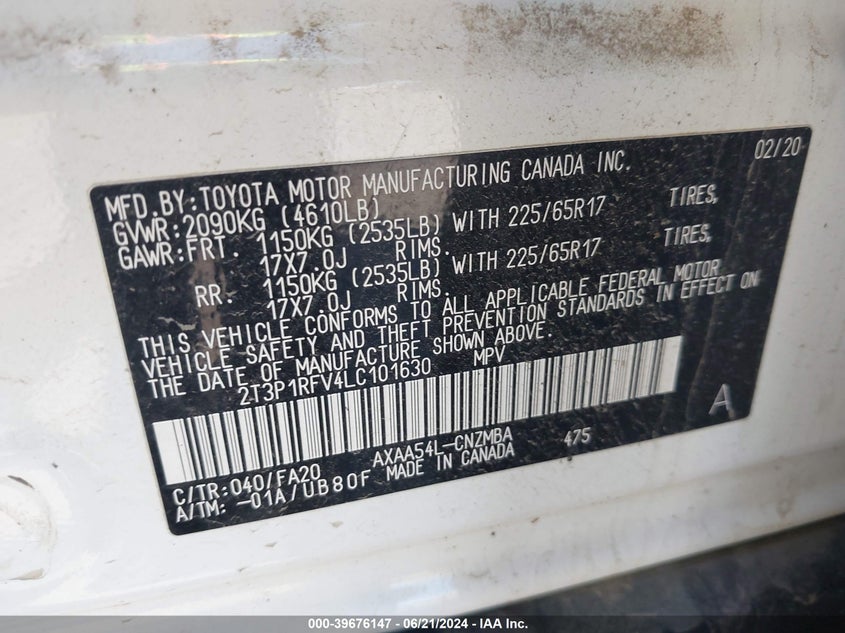 02/20
MFD.BY:TOYOTA MOTOR MANUFACTURING CANADA INC.
GVWR:2090KG (4610LB)
GAWR:FRT. 1150KG (2535LB) WITH 225/65R17 TIRES,
17X7.0J RIMS.
RR. 1150KG (2535LB) WITH 225/65R17 TIRES,
17X7.0J RIMS.
THIS VEHICLE CONFORMS TO ALL APPLICABLE FEDERAL MOTOR
VEHICLE SAFETY AND THEFT PREVENTION STANDARDS IN EFFECT ON
THE DATE OF MANUFACTURE SHOWN ABOVE.
2T3P1RFV4LC101630 MPV
A
AXAA54L-CNZMBA 475
C/TR:040/FA20 MADE IN CANADA
A/TM:-01A/UB80F
000-39676147 - 06/21/2024 - IAA Inc.